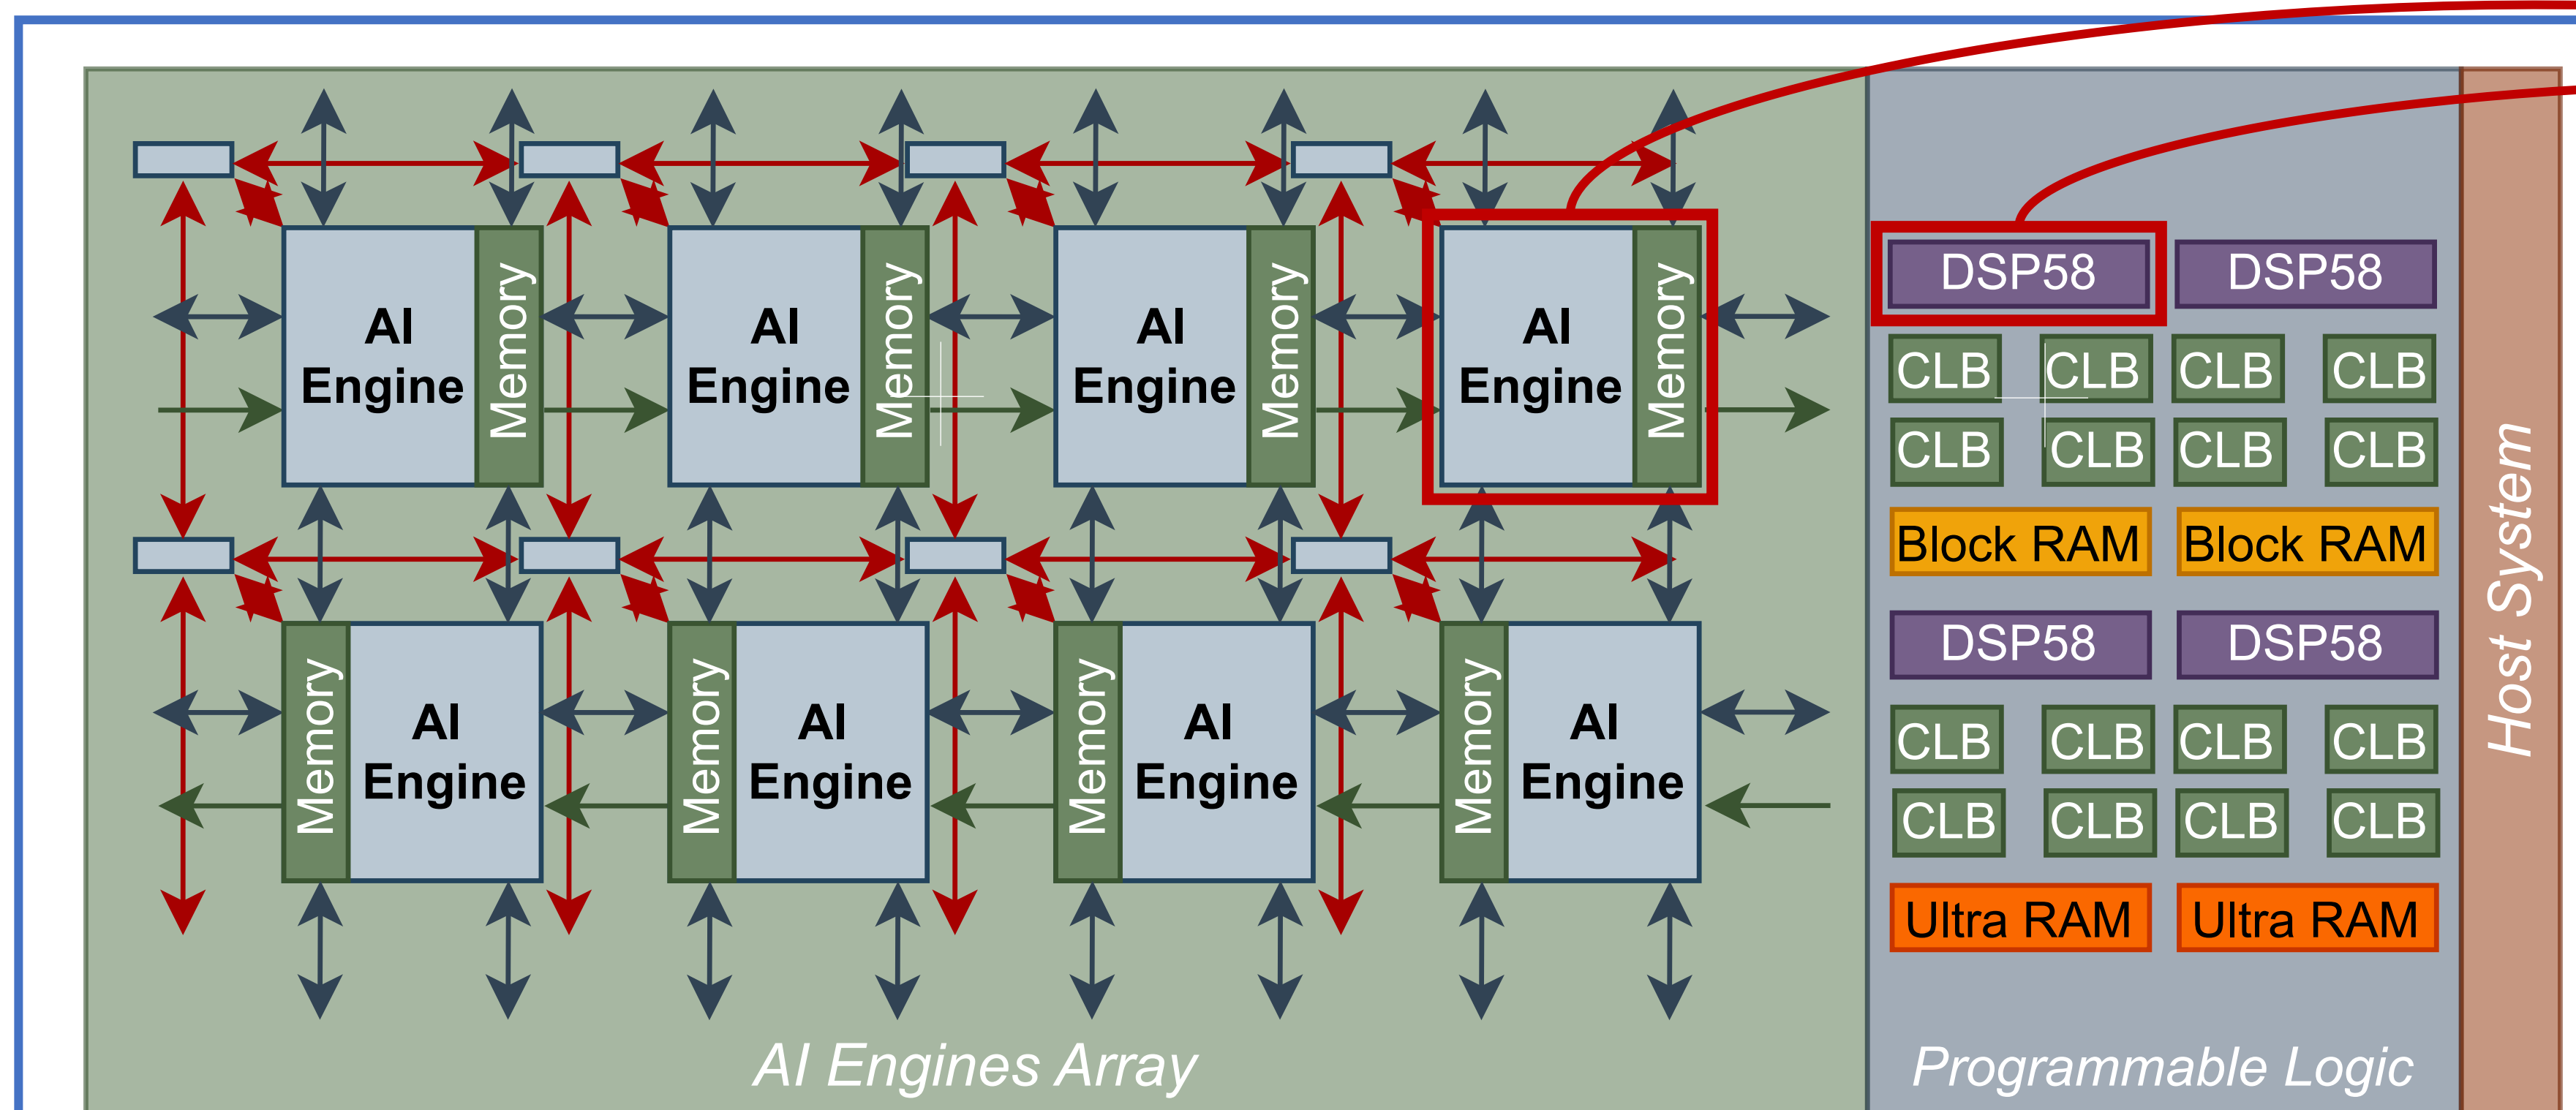 AI
Engine
Memory
AI
Engine
Memory
AI
Engine
Memory
AI
Engine
Memory
Memory
AI
Engine
Memory
AI
Engine
Memory
AI
Engine
Memory
AI
Engine
AI Engines Array
DSP58 DSP58
CLB CLB CLB CLB
CLB CLB CLB CLB
Block RAM Block RAM
DSP58 DSP58
CLB CLB CLB CLB
CLB CLB CLB CLB
Ultra RAM Ultra RAM
Programmable Logic
Host System